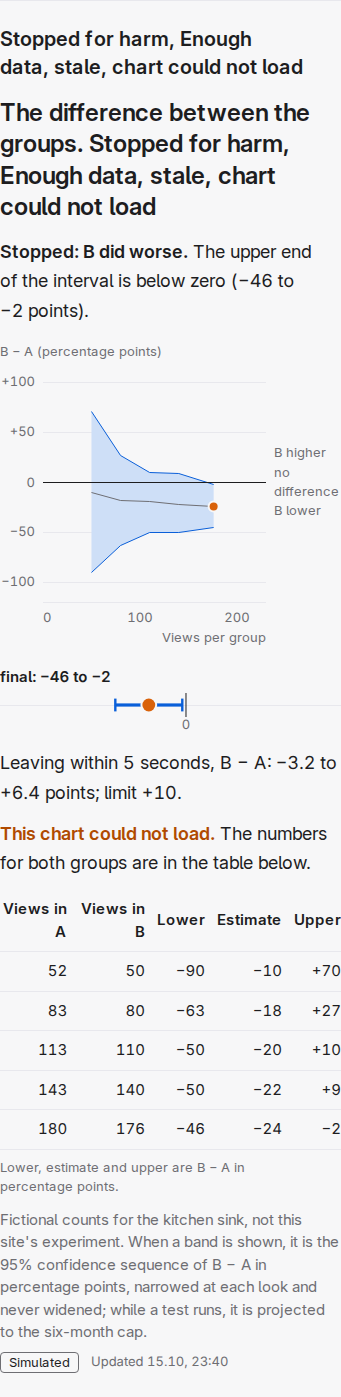 Stopped for harm, Enough
data, stale, chart could not load
The difference between the
groups. Stopped for harm,
Enough data, stale, chart
could not load
Stopped: B did worse. The upper end
of the interval is below zero (−46 to
−2 points).
B − A (percentage points)
+100
+50
0
−50
−100
B higher
no
difference
B lower
0 100 200
Views per group
final: −46 to −2
0
Leaving within 5 seconds, B − A: −3.2 to
+6.4 points; limit +10.
This chart could not load. The numbers
for both groups are in the table below.
Views in A Views in B Lower Estimate Upper
52 50 −90 −10 +70
83 80 −63 −18 +27
113 110 −50 −20 +10
143 140 −50 −22 +9
180 176 −46 −24 −2
Lower, estimate and upper are B − A in
percentage points.
Fictional counts for the kitchen sink, not this
site's experiment. When a band is shown, it is the
95% confidence sequence of B − A in
percentage points, narrowed at each look and
never widened; while a test runs, it is projected
to the six-month cap.
Simulated Updated 15.10, 23:40